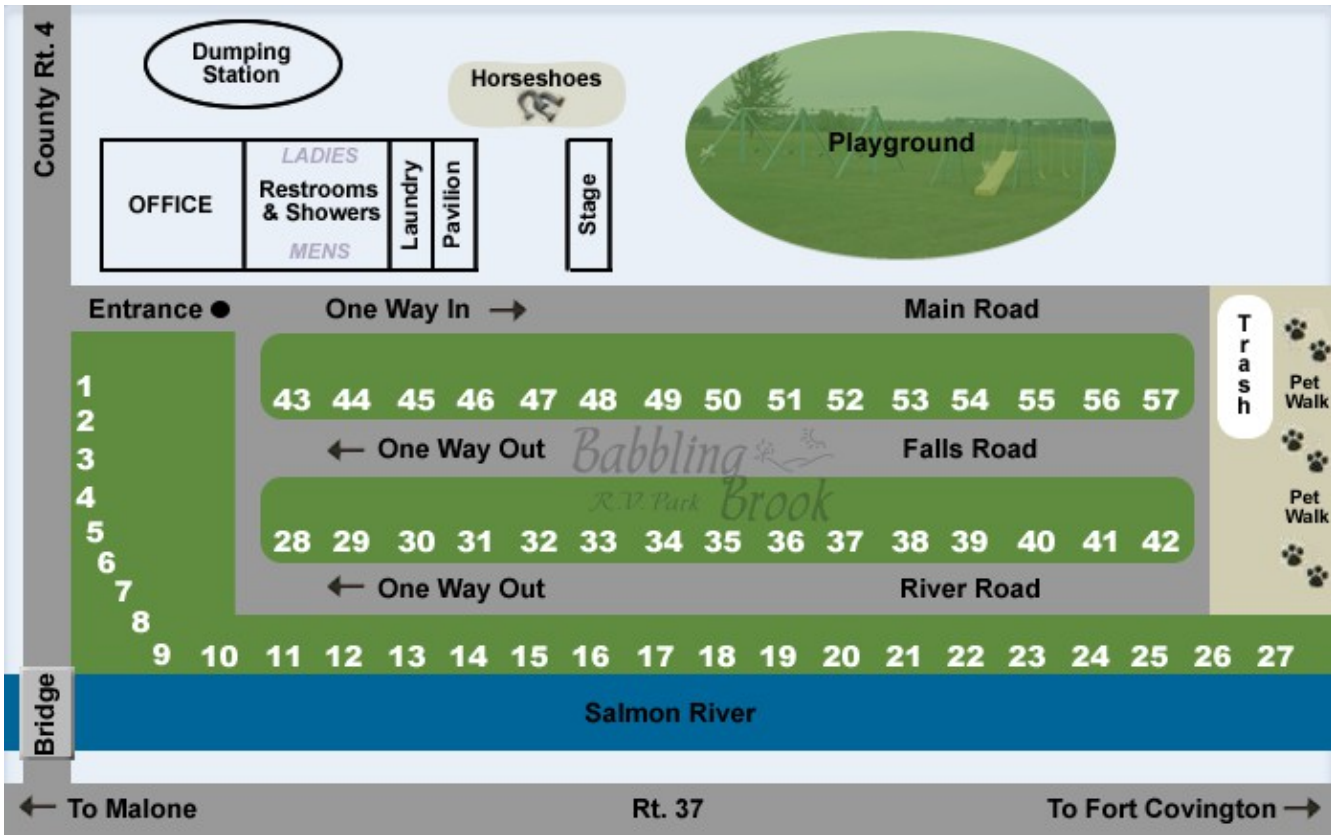 County Rt. 4
Dumping
Station
Horseshoes
Playground
OFFICE
LADIES
Restrooms
& Showers
MENS
Laundry
Pavilion
Stage
Entrance
One Way In
Main Road
Trash
Pet
Walk
Pet
Walk
1
2
3
4
5
6
7
8
43 44 45 46 47 48 49 50 51 52 53 54 55 56 57
One Way Out
Falls Road
Babbling
R.V. Park
Brook
28 29 30 31 32 33 34 35 36 37 38 39 40 41 42
One Way Out
River Road
9 10 11 12 13 14 15 16 17 18 19 20 21 22 23 24 25 26 27
Bridge
Salmon River
To Malone
Rt. 37
To Fort Covington